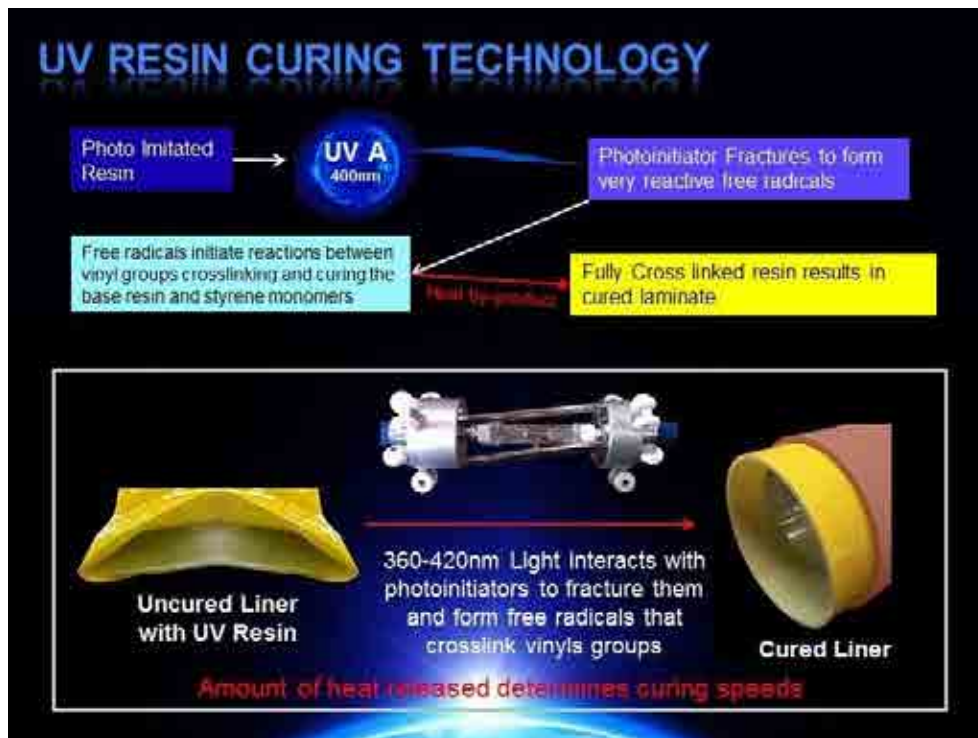 UV RESIN CURING TECHNOLOGY
Photo Imitated
Resin
UV A
400nm
Photoinitiator Fractures to form
very reactive free radicals
Free radicals initiate reactions between
vinyl groups crosslinking and curing the
base resin and styrene monomers
Heat by-product
Fully Cross linked resin results in
cured laminate
360-420nm Light interacts with
photoinitiators to fracture them
and form free radicals that
crosslink vinyls groups
Uncured Liner
with UV Resin
Cured Liner
Amount of heat released determines curing speeds